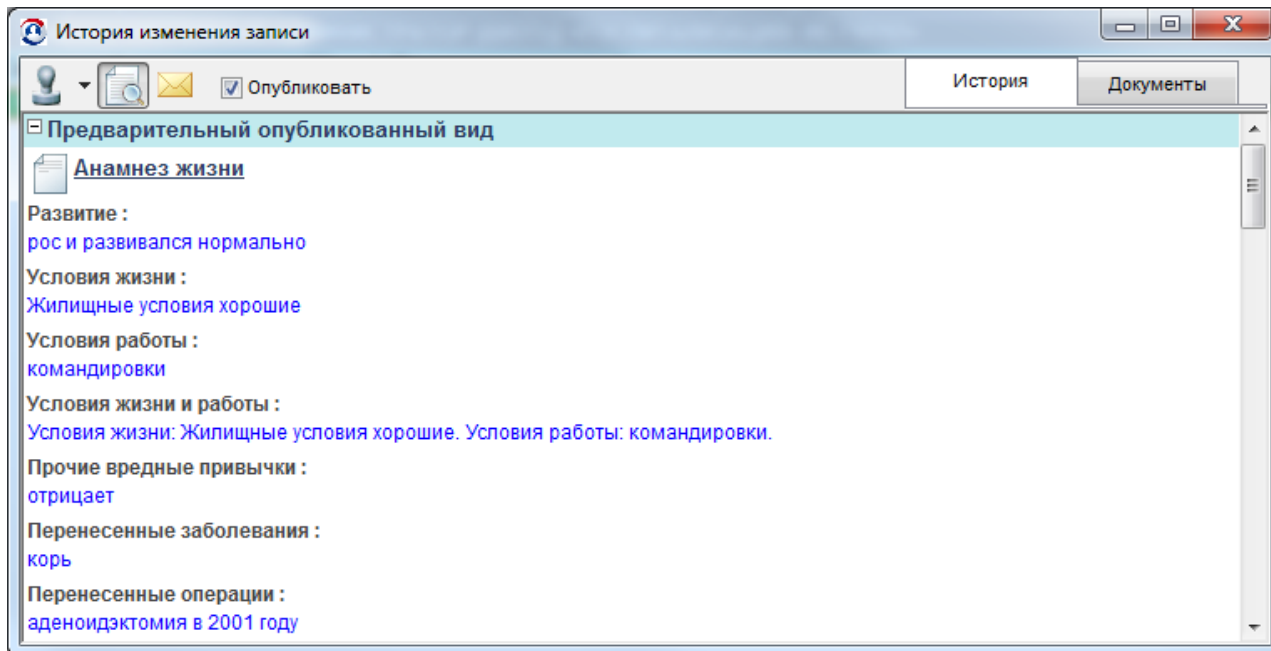 История изменения записи
Опубликовать
История
Документы
Предварительный опубликованный вид
Анамнез жизни
Развитие :
рос и развивался нормально
Условия жизни :
Жилищные условия хорошие
Условия работы :
командировки
Условия жизни и работы :
Условия жизни: Жилищные условия хорошие. Условия работы: командировки.
Прочие вредные привычки :
отрицает
Перенесенные заболевания :
корь
Перенесенные операции :
аденоидэктомия в 2001 году